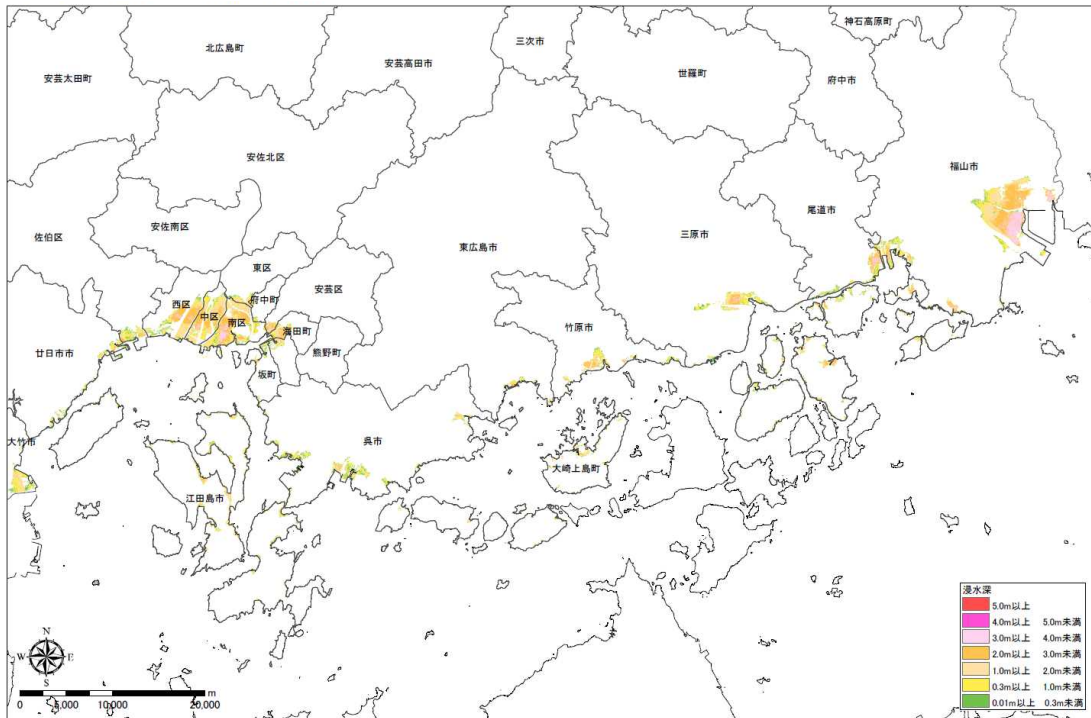 神石高原町
北広島町
三次市
安芸高田市
安芸太田町
世羅町
府中市
安佐北区
福山市
安佐南区
尾道市
佐伯区
三原市
東広島市
東区
安芸区
府中町
西区
中区
南区
海田町
竹原市
熊野町
廿日市市
坂町
大竹市
呉市
大崎上島町
江田島市
浸水深
5.0m以上
4.0m以上 5.0m未満
3.0m以上 4.0m未満
2.0m以上 3.0m未満
1.0m以上 2.0m未満
0.3m以上 1.0m未満
0.01m以上 0.3m未満
N
W E
S
0 5,000 10,000 20,000 m